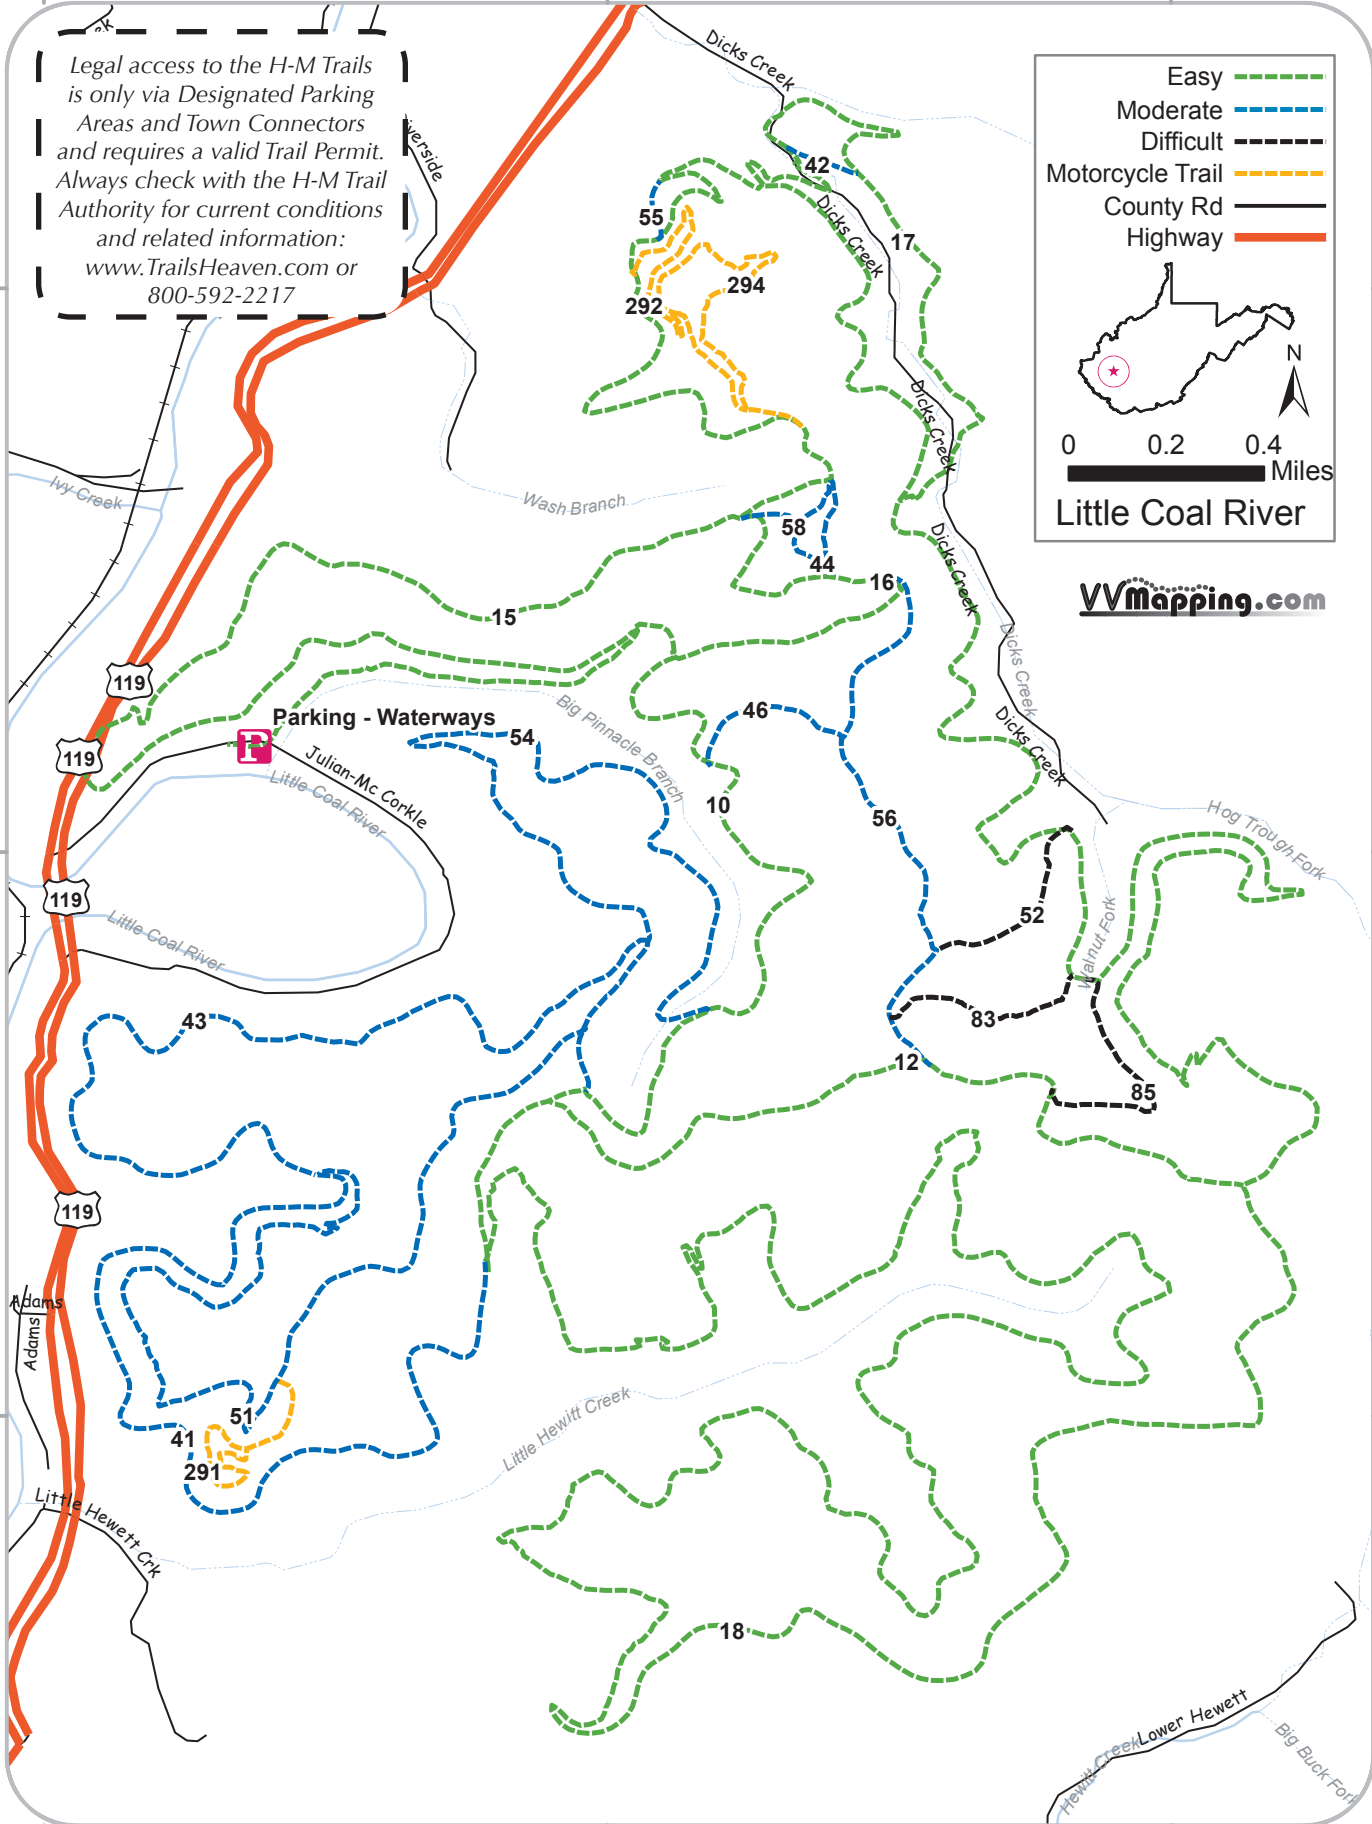 Legal access to the H-M Trails
is only via Designated Parking
Areas and Town Connectors
and requires a valid Trail Permit.
Always check with the H-M Trail
Authority for current conditions
and related information:
www.TrailsHeaven.com or
800-592-2217
Easy
Moderate
Difficult
Motorcycle Trail
County Rd
Highway
N
0 0.2 0.4
Miles
Little Coal River
VVMapping.com
Dicks Creek
42
55
Dicks Creek
17
294
292
Dicks Creek
Ivy Creek
Wash Branch
58
Dicks Creek
44
16
15
Dicks Creek
119
Parking - Waterways
P
46
54
Big Pinnacle Branch
Dicks Creek
119
Julian-Mc Corkle
Little Coal River
10
56
Hog Trough Fork
119
52
Walnut Fork
Little Coal River
43
83
12
85
119
Adams
Adams
51
41
291
Little Hewitt Creek
Little Hewett Crk
18
Lower Hewett
Hewitt Creek
Big Buck Fork